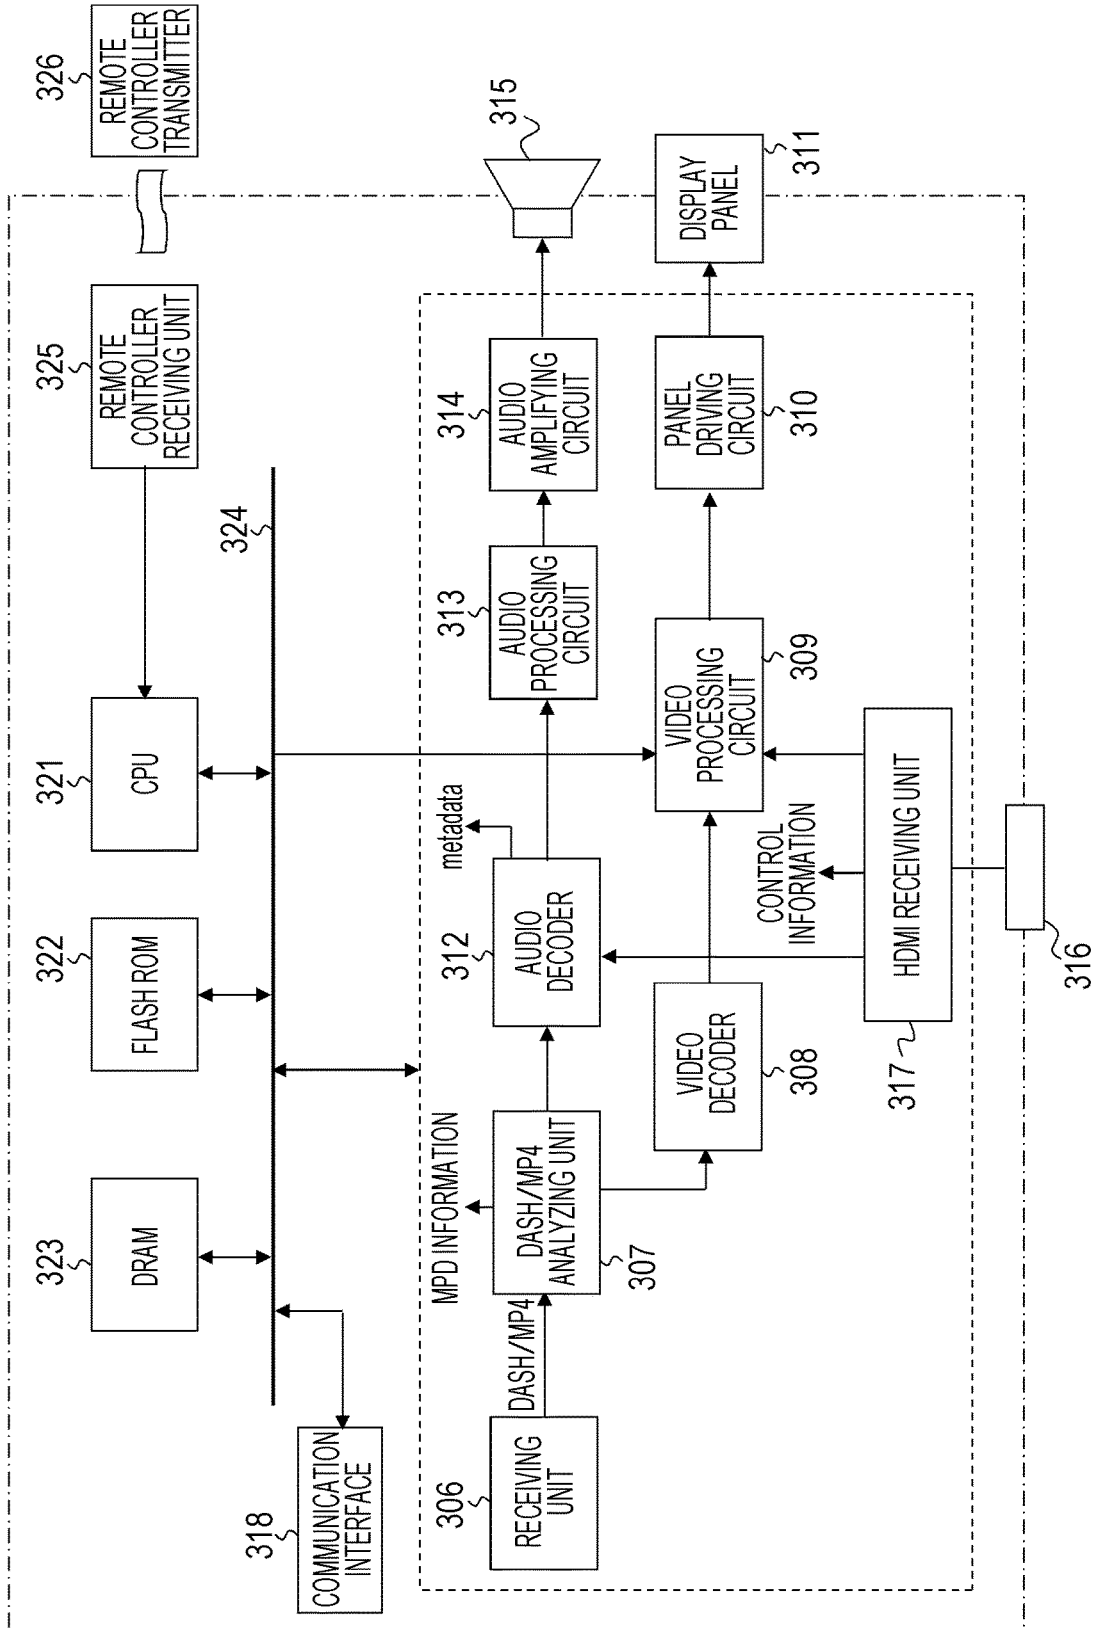 323
DRAM
322
FLASH ROM
321
CPU
325
REMOTE
CONTROLLER
RECEIVING UNIT
326
REMOTE
CONTROLLER
TRANSMITTER
324
318
COMMUNICATION
INTERFACE
MPD INFORMATION
metadata
306
RECEIVING
UNIT
DASH/MP4
DASH/MP4
ANALYZING UNIT
307
312
AUDIO
DECODER
313
AUDIO
PROCESSING
CIRCUIT
314
AUDIO
AMPLIFYING
CIRCUIT
315
VIDEO
DECODER
308
VIDEO
PROCESSING
CIRCUIT
309
PANEL
DRIVING
CIRCUIT
310
DISPLAY
PANEL
311
CONTROL
INFORMATION
317
HDMI RECEIVING UNIT
316